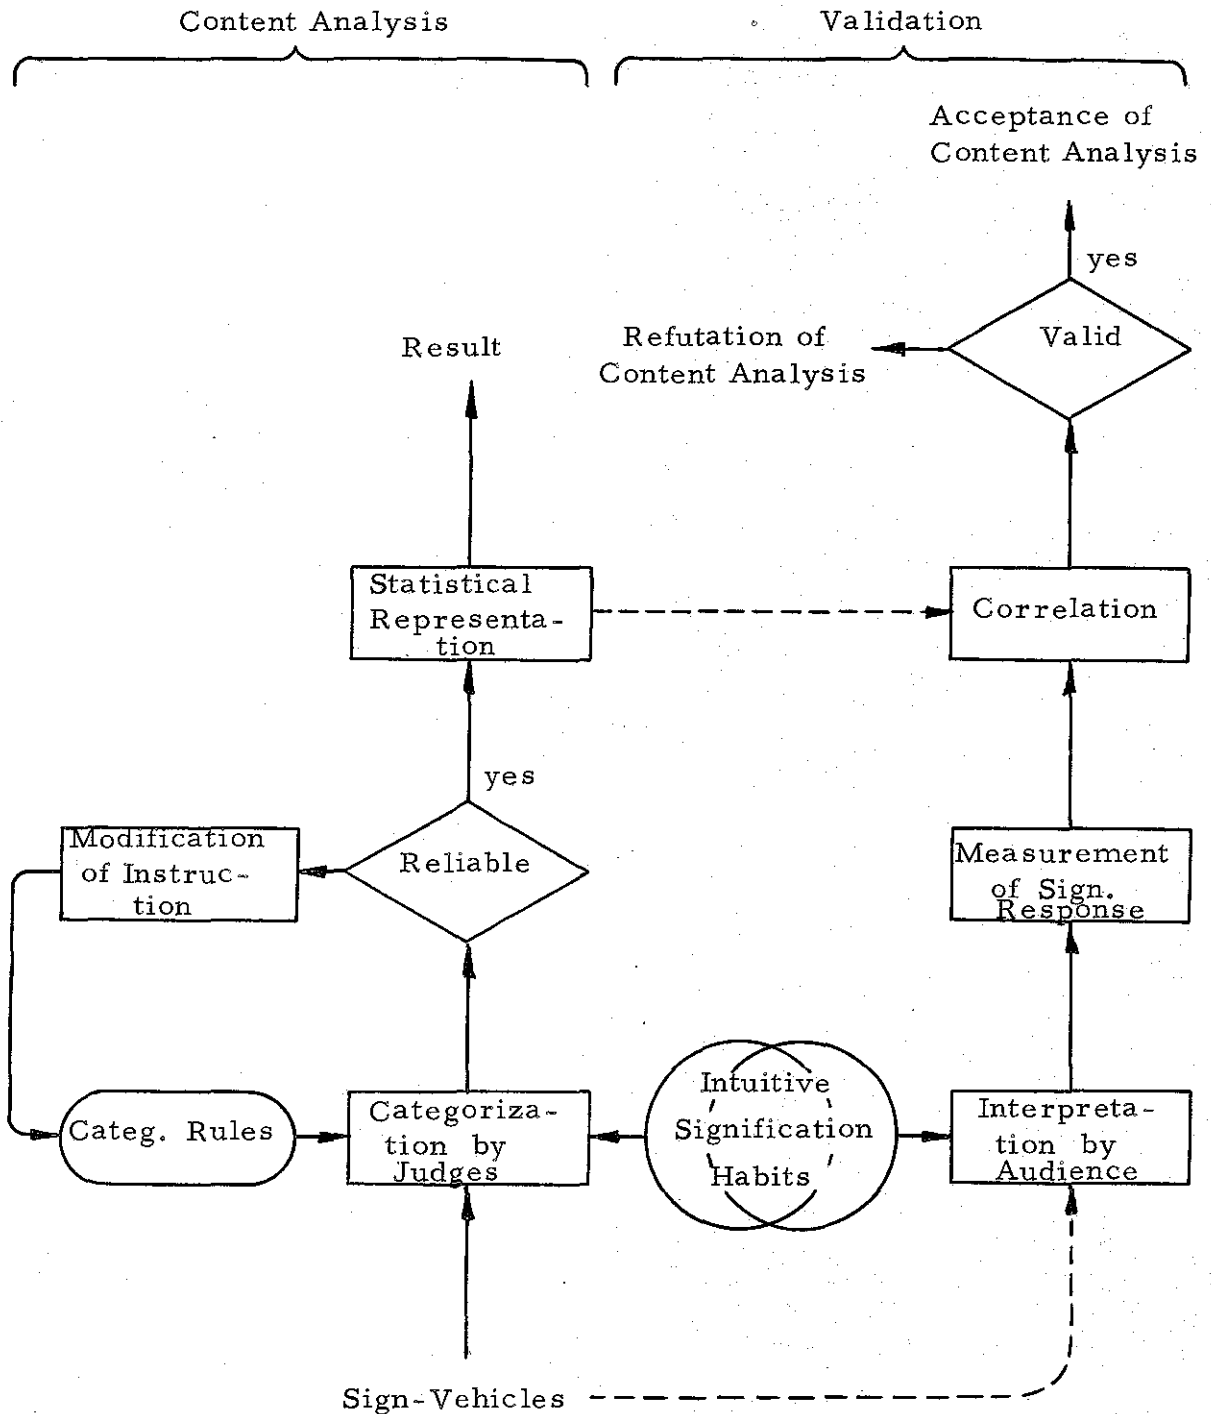 Content Analysis
Validation
Acceptance of
Content Analysis
yes
Valid
Refutation of
Content Analysis
Result
Statistical
Representa-
tion
Correlation
yes
Reliable
Modification
of Instruc-
tion
Measurement
of Sign.
Response
Categ. Rules
Categoriza-
tion by
Judges
Intuitive
Signification
Habits
Interpreta-
tion by
Audience
Sign-Vehicles